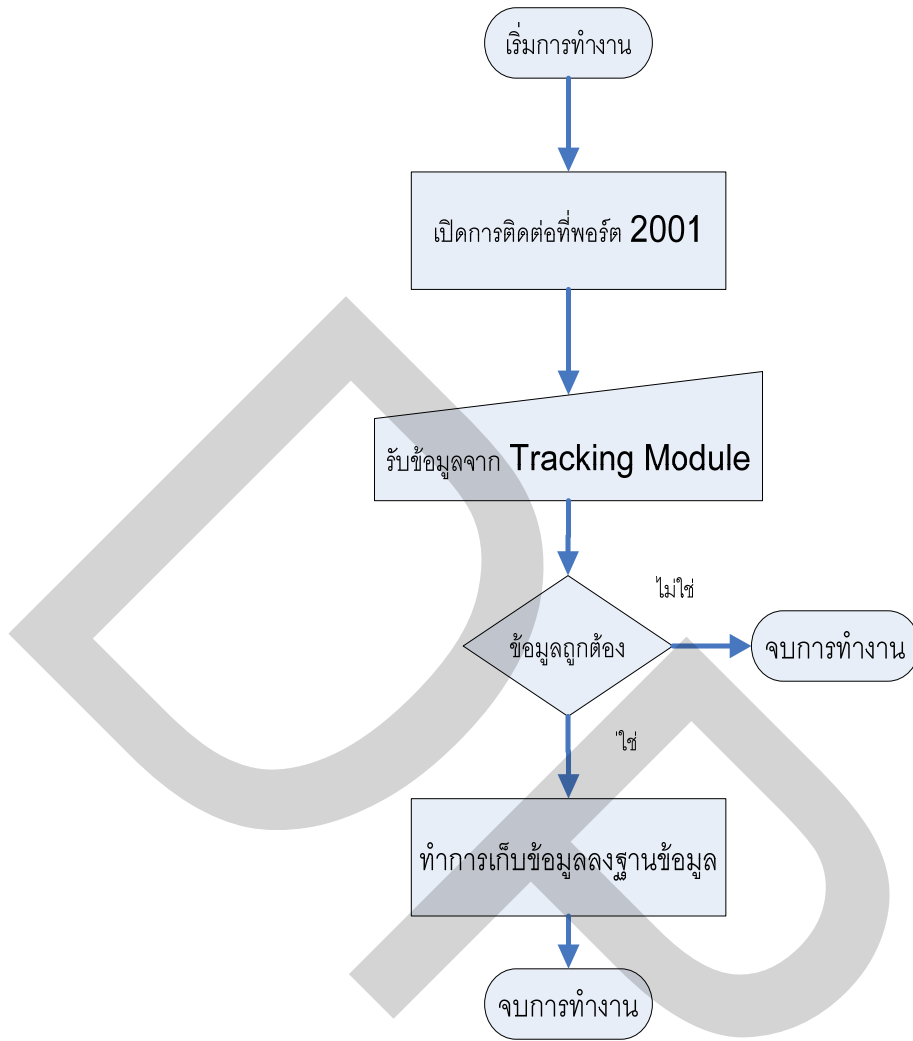 เริ่มการทำงาน
เปิดการติดต่อที่พอร์ต 2001
รับข้อมูลจาก Tracking Module
ไม่ใช่
ข้อมูลถูกต้อง
จบการทำงาน
ใช่
ทำการเก็บข้อมูลลงฐานข้อมูล
จบการทำงาน